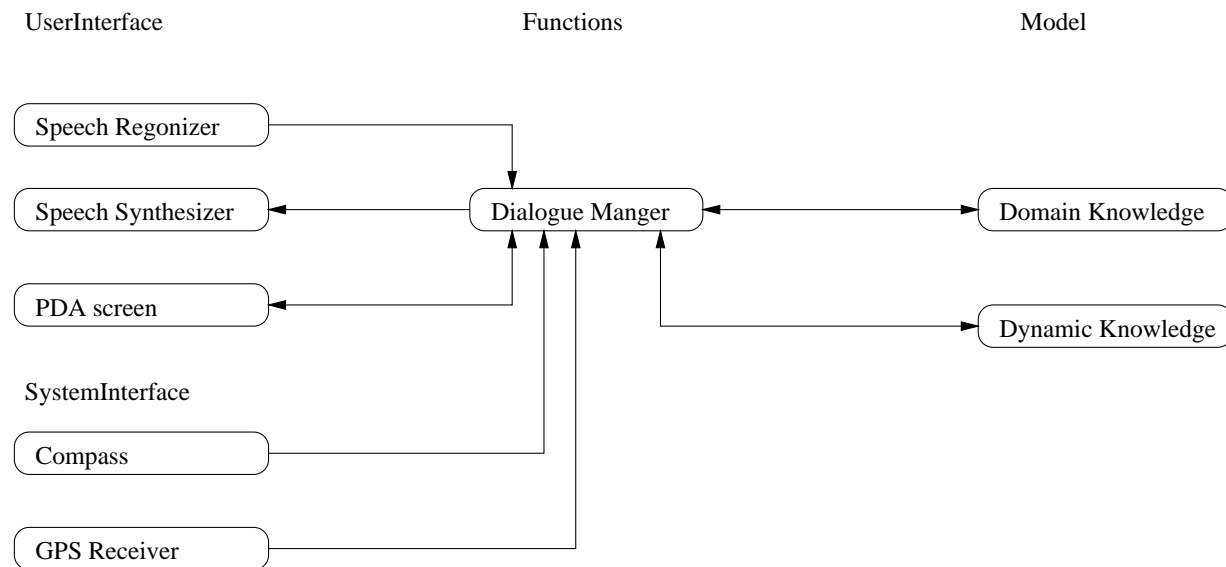 UserInterface
Functions
Model
Speech Regonizer
Speech Synthesizer
Dialogue Manger
Domain Knowledge
PDA screen
Dynamic Knowledge
SystemInterface
Compass
GPS Receiver